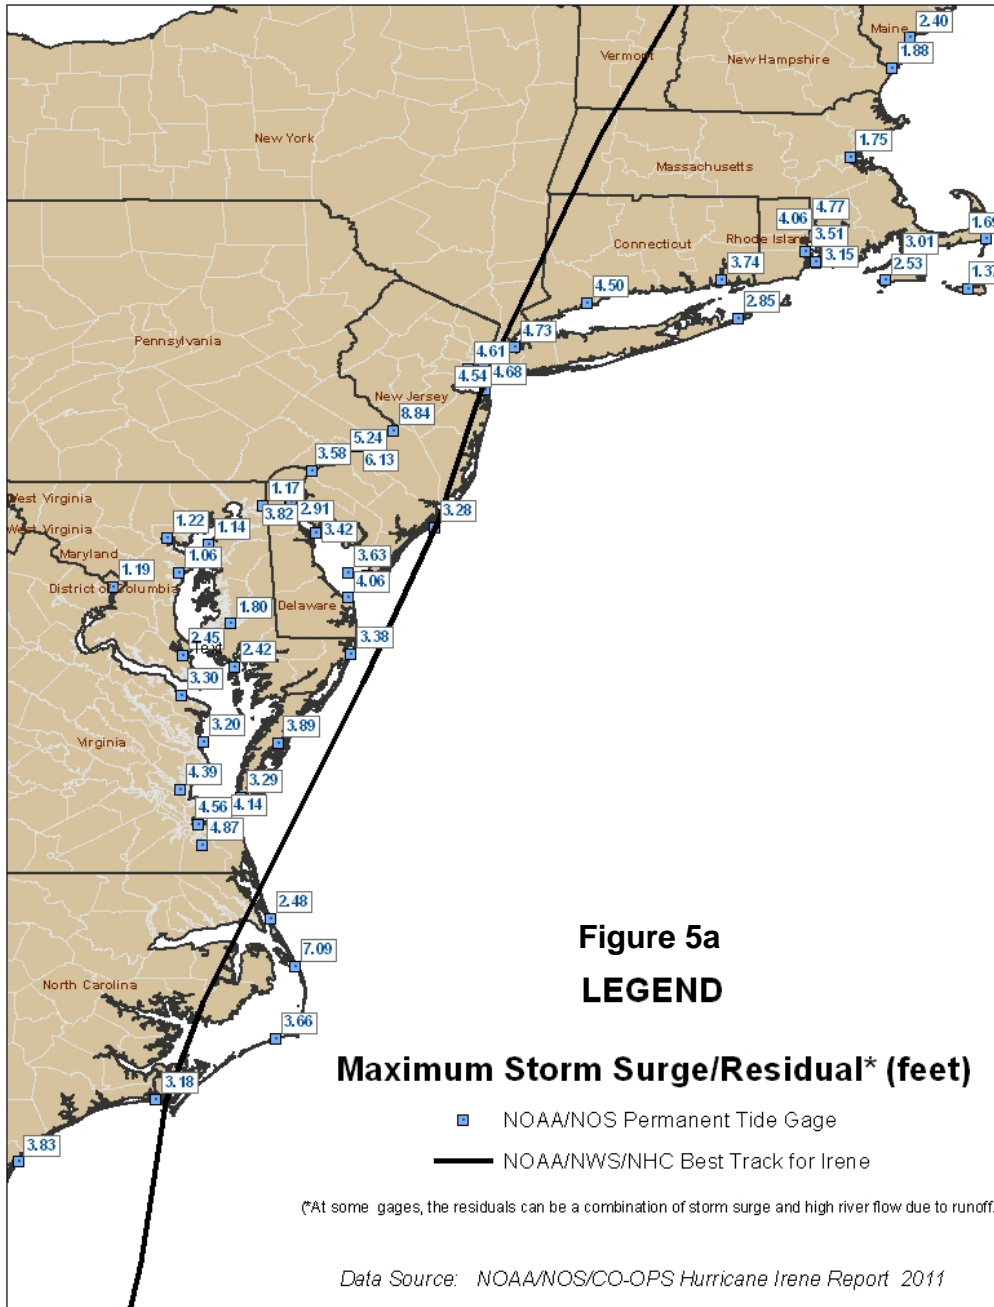 Maine
2.40
1.88
Vermont
New Hampshire
New York
1.75
Massachusetts
4.77
4.06
1.69
Connecticut
Rhode Island
3.51
3.01
3.15
3.74
2.53
4.50
2.85
4.73
Pennsylvania
4.61
4.54
4.68
New Jersey
8.84
5.24
3.58
6.13
1.17
West Virginia
3.82
2.91
3.28
1.22
1.14
West Virginia
3.42
Maryland
1.06
3.63
1.19
4.06
District of Columbia
1.80
Delaware
2.45
Text
2.42
3.38
3.30
3.20
3.89
Virginia
4.39
3.29
4.56
4.14
4.87
2.48
7.09
North Carolina
3.66
3.18
3.83
Figure 5a
LEGEND
Maximum Storm Surge/Residual* (feet)
NOAA/NOS Permanent Tide Gage
NOAA/NWS/NHC Best Track for Irene
(*At some gages, the residuals can be a combination of storm surge and high river flow due to runoff.
Data Source: NOAA/NOS/CO-OPS Hurricane Irene Report 2011